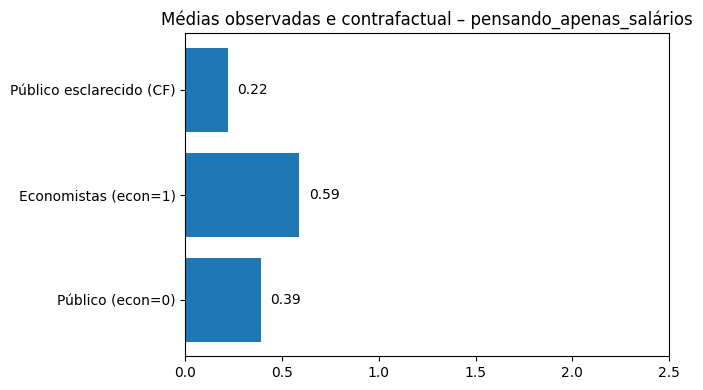 Médias observadas e contrafactual – pensando_apenas_salários
Público esclarecido (CF)
0.22
Economistas (econ=1)
0.59
Público (econ=0)
0.39
0.0 0.5 1.0 1.5 2.0 2.5